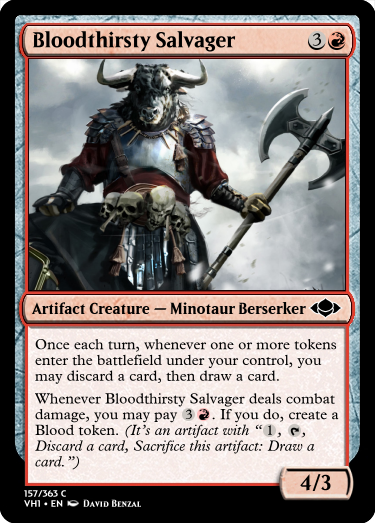 Bloodthirsty Salvager 3
Artifact Creature — Minotaur Berserker
Once each turn, whenever one or more tokens
enter the battlefield under your control, you
may discard a card, then draw a card.
Whenever Bloodthirsty Salvager deals combat
damage, you may pay 3. If you do, create a
Blood token. (It's an artifact with “1, ,
Discard a card, Sacrifice this artifact: Draw a
card.”)
4/3
157/363 C
VH1 • EN DAVID BENZAL